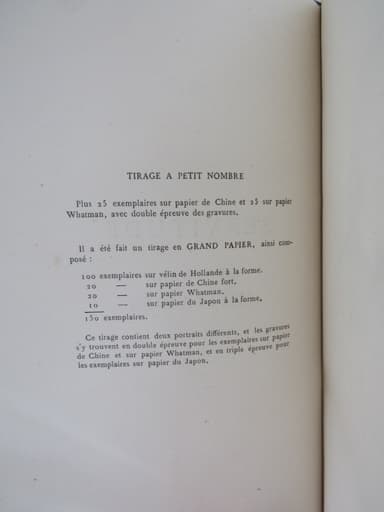 TIRAGE A PETIT NOMBRE
Plus 25 exemplaires sur papier de Chine et 25 sur papier
Whatman, avec double épreuve des gravures.
Il a été fait un tirage en GRAND PAPIER, ainsi com-
posé :
100 exemplaires sur vélin de Hollande à la forme.
20 — sur papier de Chine fort,
20 — sur papier Whatman,
10 — sur papier du Japon à la forme,
150 exemplaires.
Ce tirage contient deux portraits différents, et les gravures
s'y trouvent en double épreuve pour les exemplaires sur papier
de Chine et sur papier Whatman, et en triple épreuve pour
les exemplaires sur papier du Japon.